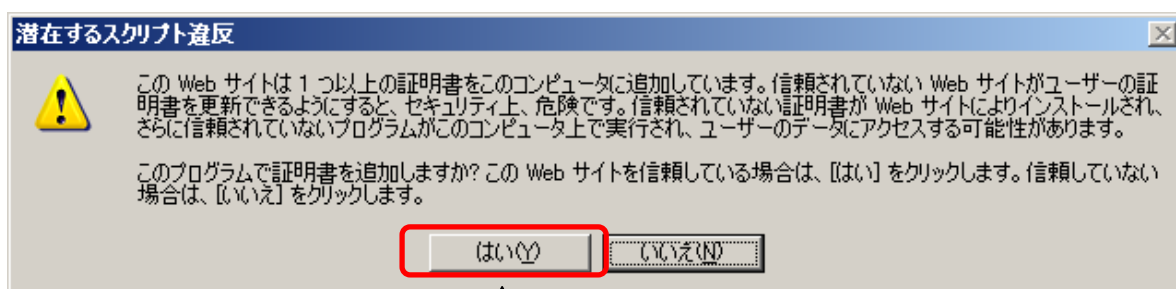 潜在するスクリプト違反
この Web サイトは 1 つ以上の証明書をこのコンピュータに追加しています。信頼されていない Web サイトがユーザーの証
明書を更新できるようにすると、セキュリティ上、危険です。信頼されていない証明書が Web サイトによりインストールされ、
さらに信頼されていないプログラムがこのコンピュータ上で実行され、ユーザーのデータにアクセスする可能性があります。
このプログラムで証明書を追加しますか? この Web サイトを信頼している場合は、[はい] をクリックします。信頼していない
場合は、[いいえ] をクリックします。
はい(Y) いいえ(N)